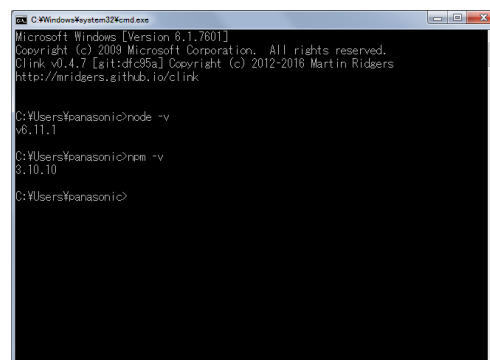 C:¥Windows¥system32¥cmd.exe
Microsoft Windows [Version 6.1.7601]
Copyright (c) 2009 Microsoft Corporation.  All rights reserved.
Clink v0.4.7 [git:dfc95a] Copyright (c) 2012-2016 Martin Ridgers
http://mridgers.github.io/clink
C:¥Users¥panasonic>node -v
v6.11.1
C:¥Users¥panasonic>npm -v
3.10.10
C:¥Users¥panasonic>